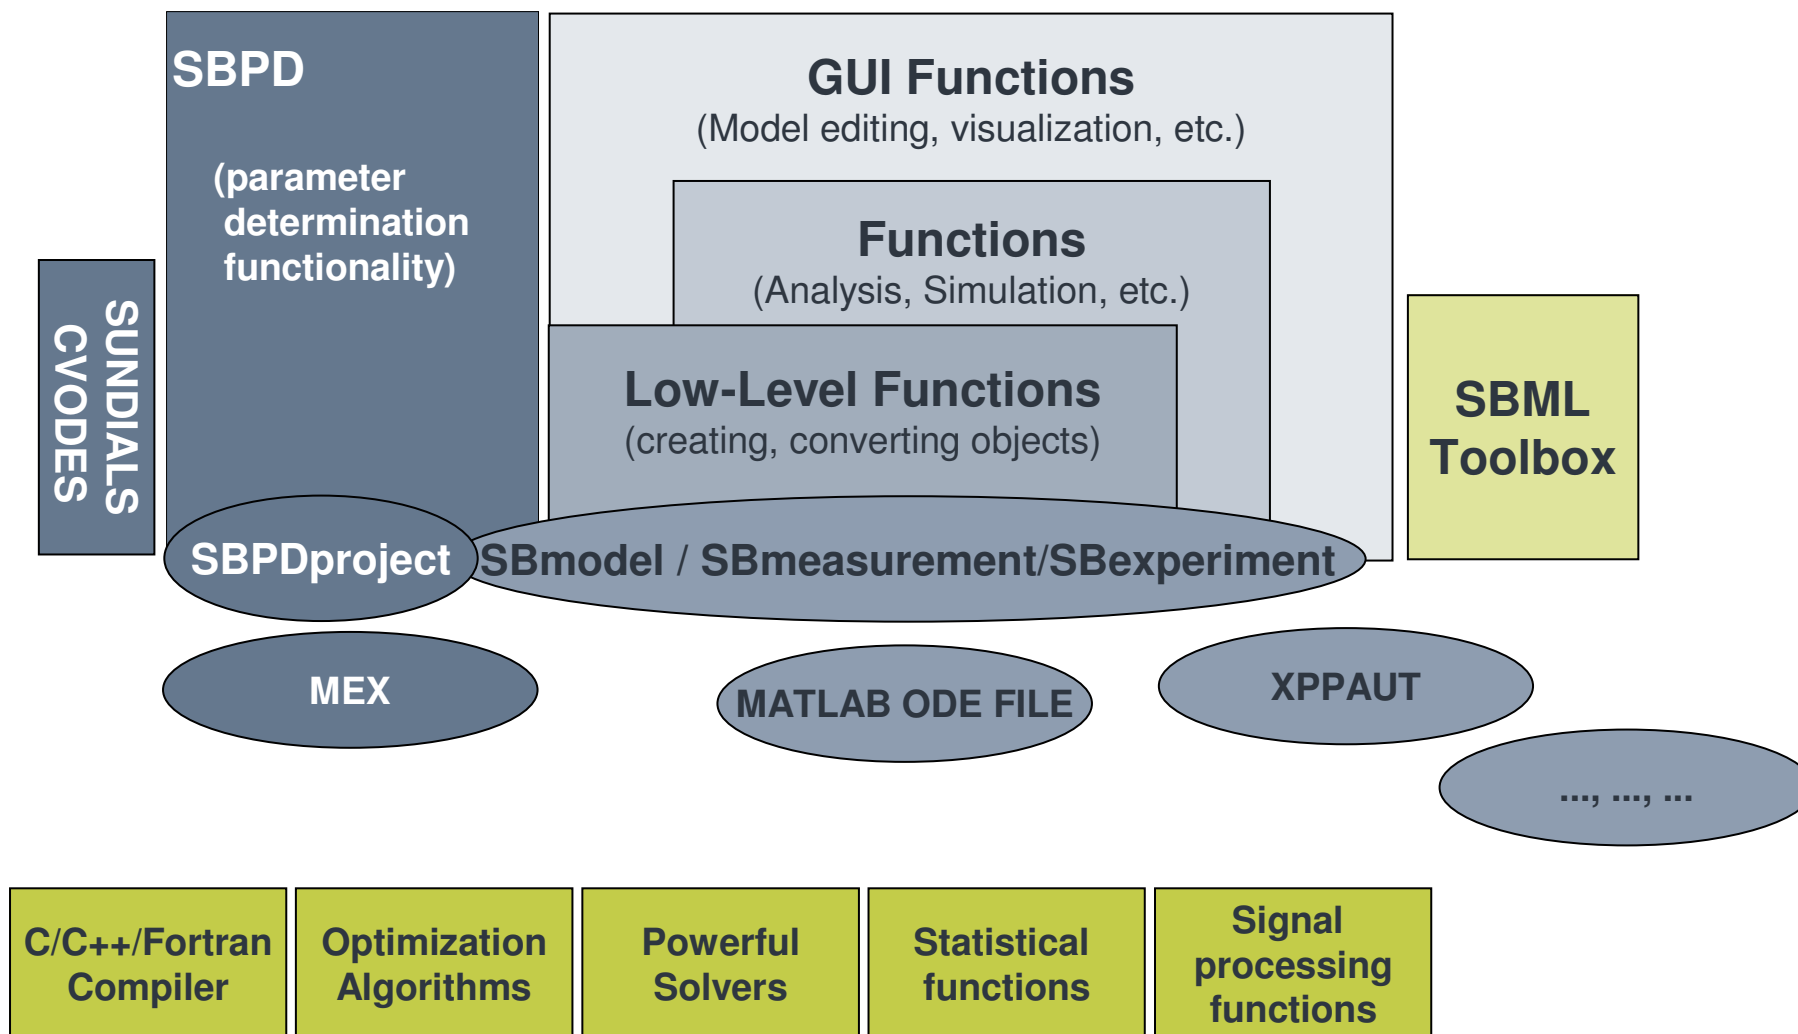 SBPD
(parameter
determination
functionality)
SUNDIALS
CVODES
GUI Functions
(Model editing, visualization, etc.)
Functions
(Analysis, Simulation, etc.)
Low-Level Functions
(creating, converting objects)
SBML
Toolbox
SBPDproject
SBmodel / SBmeasurement/SBexperiment
MEX
MATLAB ODE FILE
XPPAUT
..., ..., ...
C/C++/Fortran
Compiler
Optimization
Algorithms
Powerful
Solvers
Statistical
functions
Signal
processing
functions